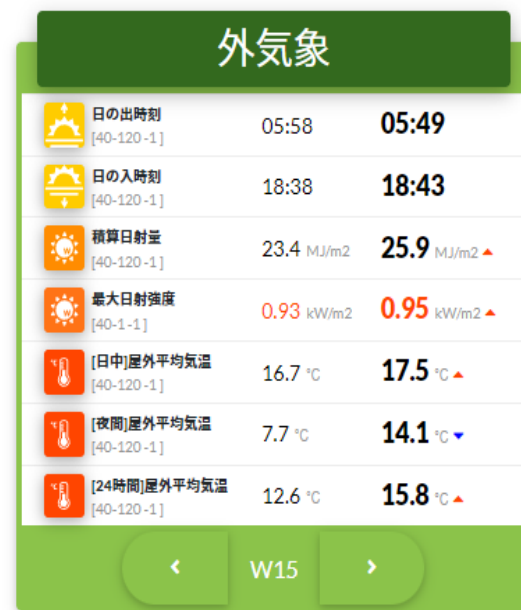 外気象
日の出時刻
[40-120-1]
05:58
05:49
日の入時刻
[40-120-1]
18:38
18:43
積算日射量
[40-120-1]
23.4 MJ/m2
25.9 MJ/m2 ▲
最大日射強度
[40-1-1]
0.93 kW/m2
0.95 kW/m2 ▲
[日中]屋外平均気温
[40-120-1]
16.7 °C
17.5 °C ▲
[夜間]屋外平均気温
[40-120-1]
7.7 °C
14.1 °C ▼
[24時間]屋外平均気温
[40-120-1]
12.6 °C
15.8 °C ▲
W15